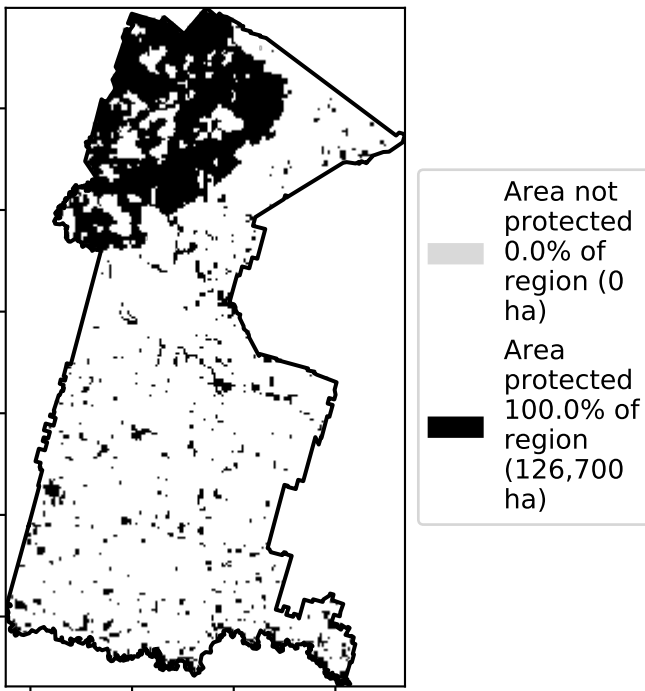 Area not
protected
0.0% of
region (0
ha)
Area
protected
100.0% of
region
(126,700
ha)